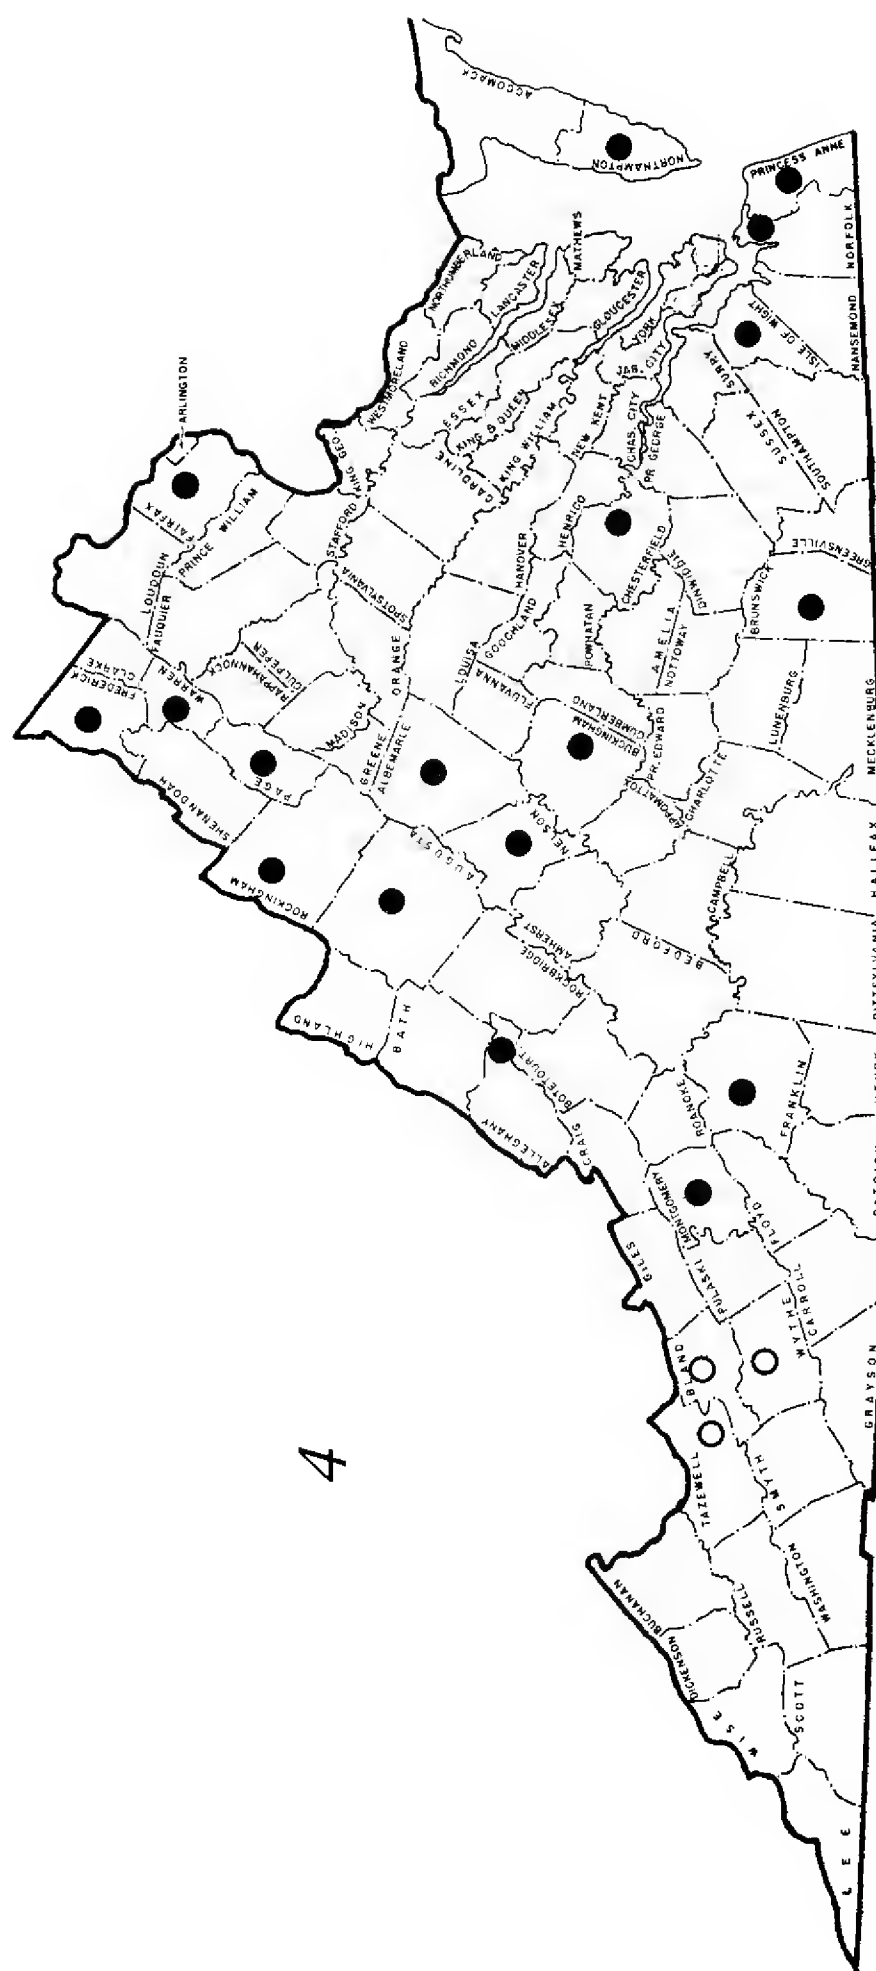 4
ACCOMACK
NORTHAMPTON
PRINCESS ANNE
NORFOLK
NANSEMOND
ISLE OF WIGHT
SURRY
SUSSEX
SOUTHAMPTON
GREENSVILLE
BRUNSWICK
NORTHUMBERLAND
LANCASTER
RICHMOND
WESTMORELAND
MATHEWS
MIDDLESEX
GLOUCESTER
YORK
JAS. CITY
CHAS. CITY
PR GEORGE
NEW KENT
KING WILLIAM
KING & QUEEN
ESSEX
CAROLINE
KING GEO.
ARLINGTON
FAIRFAX
LOUDOUN
PRINCE WILLIAM
FAUQUIER
STAFFORD
SPOTSYLVANIA
HANOVER
HENRICO
CHESTERFIELD
DINWIDDIE
AMELIA
NOTTOWAY
POWHATAN
GOOCHLAND
LOUISA
FLUVANNA
ORANGE
CULPEPER
RAPPAHANNOCK
MADISON
GREENE
ALBEMARLE
FREDERICK
CLARKE
WARREN
PAGE
SHENANDOAH
ROCKINGHAM
AUGUSTA
NELSON
BUCKINGHAM
CUMBERLAND
PR. EDWARD
APPOMATTOX
CHARLOTTE
LUNENBURG
MECKLENBURG
HALIFAX
PITTSYLVANIA
CAMPBELL
BEDFORD
AMHERST
ROCKBRIDGE
HIGHLAND
BATH
ALLEGHANY
BOTETOURT
CRAIG
ROANOKE
FRANKLIN
MONTGOMERY
FLOYD
GILES
PULASKI
WYTHE
CARROLL
BLAND
GRAYSON
TAZEWELL
SMYTH
BUCHANAN
DICKENSON
RUSSELL
WASHINGTON
WISE
SCOTT
LEE